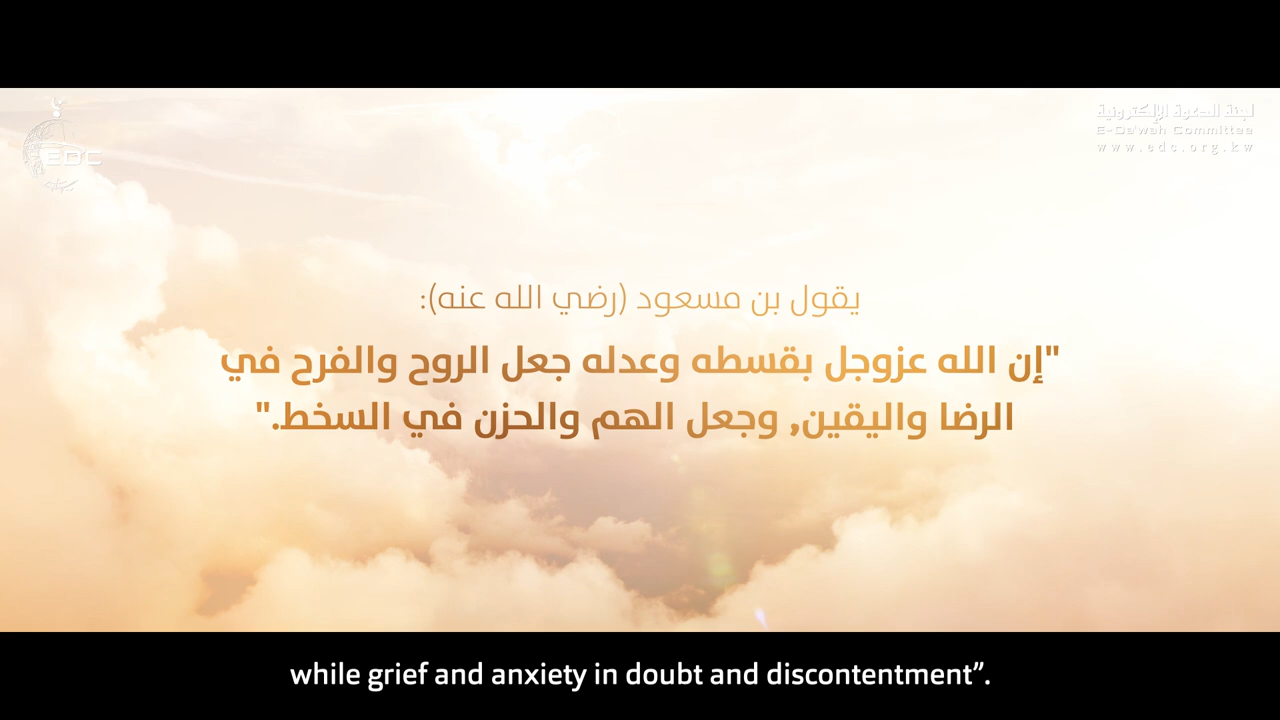 EDC
لجنة الدعوة الإلكترونية
E-Da'wah Committee
www.edc.org.kw
يقول بن مسعود (رضي الله عنه):
"إن الله عزوجل بقسطه وعدله جعل الروح والفرح في
الرضا واليقين, وجعل الهم والحزن في السخط."
while grief and anxiety in doubt and discontentment”.